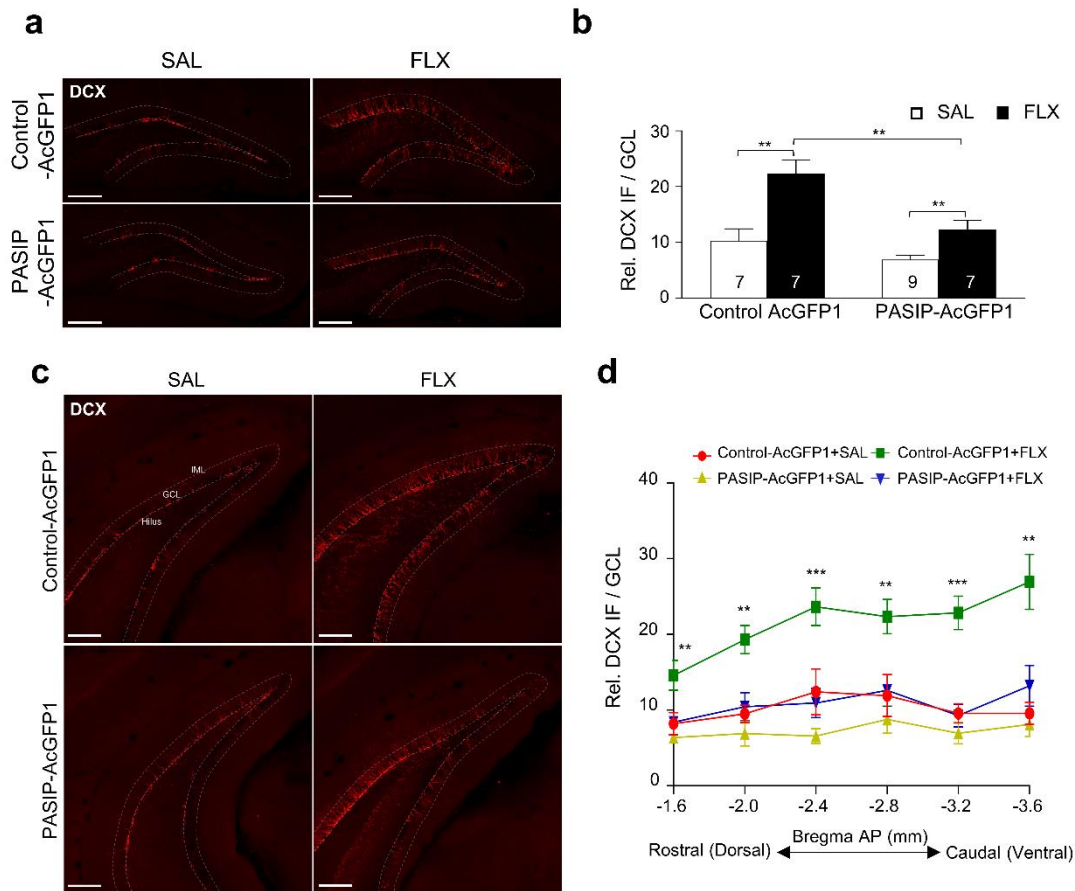 a
SAL FLX
DCX
Control
-AcGFP1
PASIP
-AcGFP1
b
SAL FLX
**
**
**
Rel. DCX IF / GCL
30
20
10
0
7 7 9 7
Control AcGFP1 PASIP-AcGFP1
c
SAL FLX
DCX
IML
GCL
Hilus
Control-AcGFP1
PASIP-AcGFP1
d
Control-AcGFP1+SAL Control-AcGFP1+FLX
PASIP-AcGFP1+SAL PASIP-AcGFP1+FLX
Rel. DCX IF / GCL
40
30
20
10
0
** ** *** ** *** **
-1.6 -2.0 -2.4 -2.8 -3.2 -3.6
Bregma AP (mm)
Rostral (Dorsal) Caudal (Ventral)